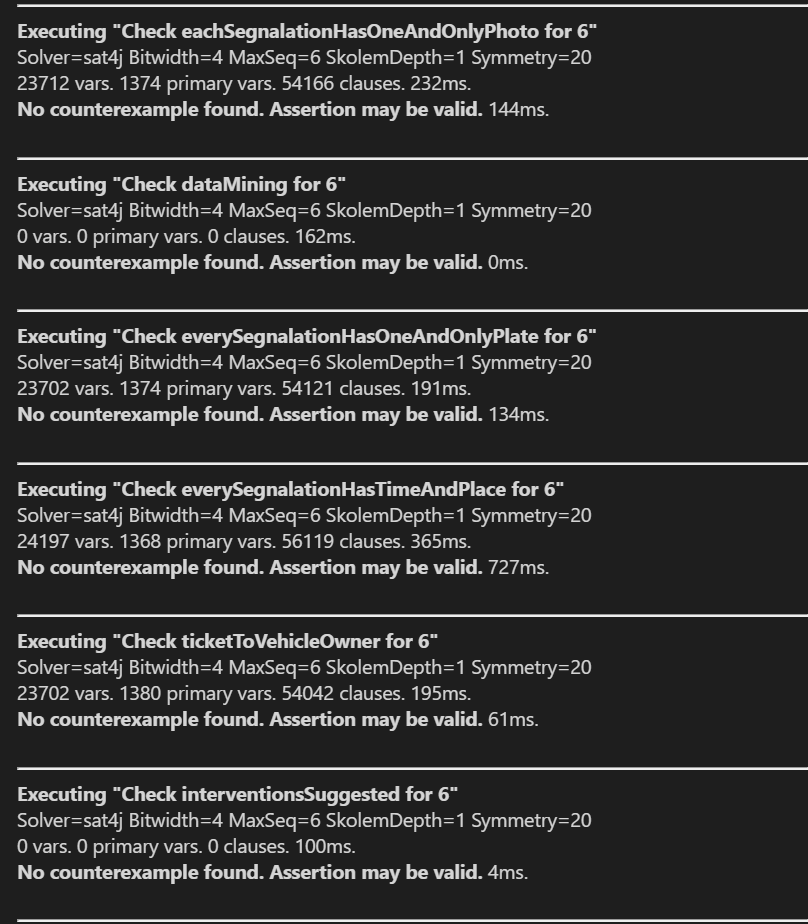 Executing "Check eachSegnalationHasOneAndOnlyPhoto for 6"
Solver=sat4j Bitwidth=4 MaxSeq=6 SkolemDepth=1 Symmetry=20
23712 vars. 1374 primary vars. 54166 clauses. 232ms.
No counterexample found. Assertion may be valid. 144ms.
Executing "Check dataMining for 6"
Solver=sat4j Bitwidth=4 MaxSeq=6 SkolemDepth=1 Symmetry=20
0 vars. 0 primary vars. 0 clauses. 162ms.
No counterexample found. Assertion may be valid. 0ms.
Executing "Check everySegnalationHasOneAndOnlyPlate for 6"
Solver=sat4j Bitwidth=4 MaxSeq=6 SkolemDepth=1 Symmetry=20
23702 vars. 1374 primary vars. 54121 clauses. 191ms.
No counterexample found. Assertion may be valid. 134ms.
Executing "Check everySegnalationHasTimeAndPlace for 6"
Solver=sat4j Bitwidth=4 MaxSeq=6 SkolemDepth=1 Symmetry=20
24197 vars. 1368 primary vars. 56119 clauses. 365ms.
No counterexample found. Assertion may be valid. 727ms.
Executing "Check ticketToVehicleOwner for 6"
Solver=sat4j Bitwidth=4 MaxSeq=6 SkolemDepth=1 Symmetry=20
23702 vars. 1380 primary vars. 54042 clauses. 195ms.
No counterexample found. Assertion may be valid. 61ms.
Executing "Check interventionsSuggested for 6"
Solver=sat4j Bitwidth=4 MaxSeq=6 SkolemDepth=1 Symmetry=20
0 vars. 0 primary vars. 0 clauses. 100ms.
No counterexample found. Assertion may be valid. 4ms.